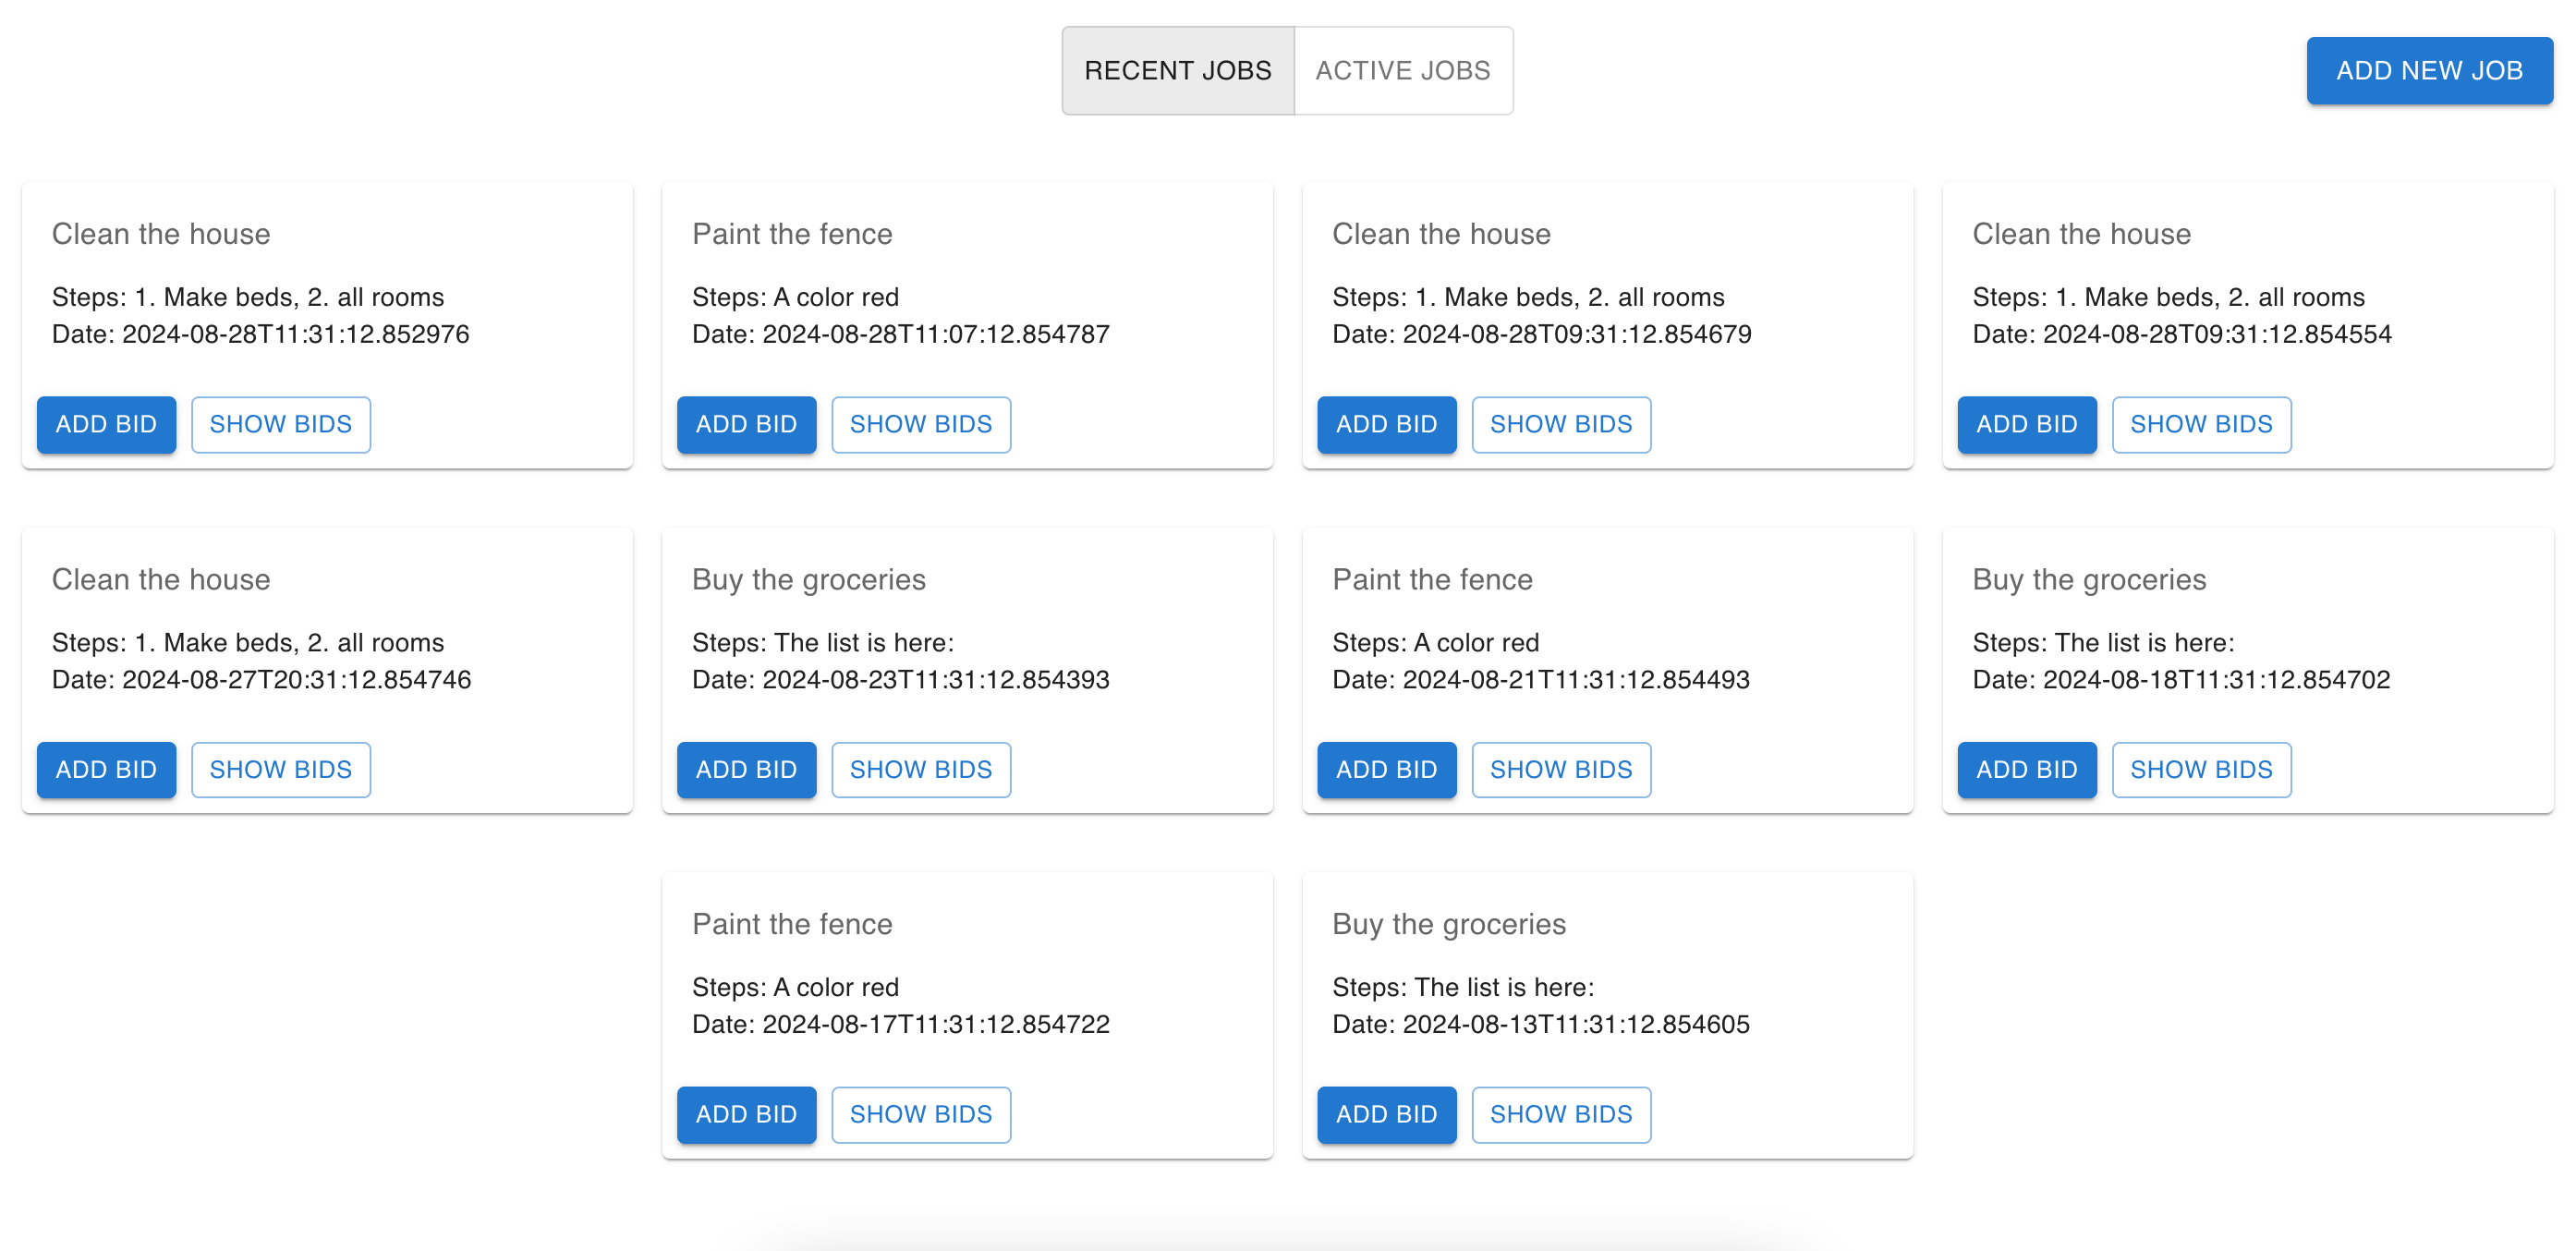 RECENT JOBS
ACTIVE JOBS
ADD NEW JOB
Clean the house
Steps: 1. Make beds, 2. all rooms
Date: 2024-08-28T11:31:12.852976
ADD BID
SHOW BIDS
Paint the fence
Steps: A color red
Date: 2024-08-28T11:07:12.854787
ADD BID
SHOW BIDS
Clean the house
Steps: 1. Make beds, 2. all rooms
Date: 2024-08-28T09:31:12.854679
ADD BID
SHOW BIDS
Clean the house
Steps: 1. Make beds, 2. all rooms
Date: 2024-08-28T09:31:12.854554
ADD BID
SHOW BIDS
Clean the house
Steps: 1. Make beds, 2. all rooms
Date: 2024-08-27T20:31:12.854746
ADD BID
SHOW BIDS
Buy the groceries
Steps: The list is here:
Date: 2024-08-23T11:31:12.854393
ADD BID
SHOW BIDS
Paint the fence
Steps: A color red
Date: 2024-08-21T11:31:12.854493
ADD BID
SHOW BIDS
Buy the groceries
Steps: The list is here:
Date: 2024-08-18T11:31:12.854702
ADD BID
SHOW BIDS
Paint the fence
Steps: A color red
Date: 2024-08-17T11:31:12.854722
ADD BID
SHOW BIDS
Buy the groceries
Steps: The list is here:
Date: 2024-08-13T11:31:12.854605
ADD BID
SHOW BIDS